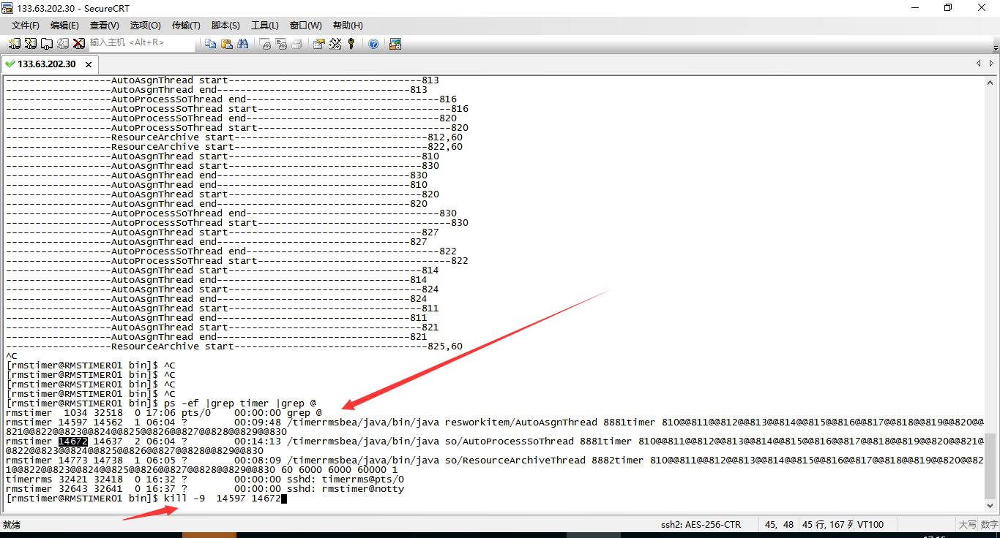 133.63.202.30 - SecureCRT
文件(F) 编辑(E) 查看(V) 选项(O) 传输(T) 脚本(S) 工具(L) 窗口(W) 帮助(H)
输入主机 <Alt+R>
133.63.202.30
------------------AutoAsgnThread start---------------------------------813
------------------AutoAsgnThread end---------------------------------813
------------------AutoProcessSoThread end---------------------------------816
------------------AutoProcessSoThread start---------------------------------816
------------------AutoProcessSoThread end---------------------------------820
------------------AutoProcessSoThread start---------------------------------820
------------------ResourceArchive start---------------------------------812,60
------------------ResourceArchive start---------------------------------822,60
------------------AutoAsgnThread start---------------------------------810
------------------AutoAsgnThread start---------------------------------830
------------------AutoAsgnThread end---------------------------------830
------------------AutoAsgnThread end---------------------------------810
------------------AutoAsgnThread start---------------------------------820
------------------AutoAsgnThread end---------------------------------820
------------------AutoProcessSoThread end---------------------------------830
------------------AutoProcessSoThread start---------------------------------830
------------------AutoAsgnThread start---------------------------------827
------------------AutoAsgnThread end---------------------------------827
------------------AutoProcessSoThread end---------------------------------822
------------------AutoProcessSoThread start---------------------------------822
------------------AutoAsgnThread start---------------------------------814
------------------AutoAsgnThread end---------------------------------814
------------------AutoAsgnThread start---------------------------------824
------------------AutoAsgnThread end---------------------------------824
------------------AutoAsgnThread start---------------------------------811
------------------AutoAsgnThread end---------------------------------811
------------------AutoAsgnThread start---------------------------------821
------------------AutoAsgnThread end---------------------------------821
------------------ResourceArchive start---------------------------------825,60
^C
[rmstimer@RMSTIMER01 bin]$ ^C
[rmstimer@RMSTIMER01 bin]$ ^C
[rmstimer@RMSTIMER01 bin]$ ^C
[rmstimer@RMSTIMER01 bin]$ ^C
[rmstimer@RMSTIMER01 bin]$ ps -ef |grep timer |grep @
rmstimer  1034 32518  0 17:06 pts/0    00:00:00 grep @
rmstimer 14597 14562  1 06:04 ?        00:09:48 /timerrmsbea/java/bin/java resworkitem/AutoAsgnThread 8881timer 810@@811@@812@@813@@814@@815@@816@@817@@818@@819@@820@@
821@@822@@823@@824@@825@@826@@827@@828@@829@@830
rmstimer 14672 14637  2 06:04 ?        00:14:13 /timerrmsbea/java/bin/java so/AutoProcessSoThread 8881timer 810@@811@@812@@813@@814@@815@@816@@817@@818@@819@@820@@821@
@822@@823@@824@@825@@826@@827@@828@@829@@830
rmstimer 14773 14738  1 06:05 ?        00:08:09 /timerrmsbea/java/bin/java so/ResourceArchiveThread 8882timer 810@@811@@812@@813@@814@@815@@816@@817@@818@@819@@820@@82
1@@822@@823@@824@@825@@826@@827@@828@@829@@830 60 6000 6000 60000 1
timerrms 32421 32418  0 16:32 ?        00:00:00 sshd: timerrms@pts/0
rmstimer 32643 32641  0 16:37 ?        00:00:00 sshd: rmstimer@notty
[rmstimer@RMSTIMER01 bin]$ kill -9  14597 14672
就绪 ssh2: AES-256-CTR 45, 48 45 行, 167 列 VT100 大写 数字